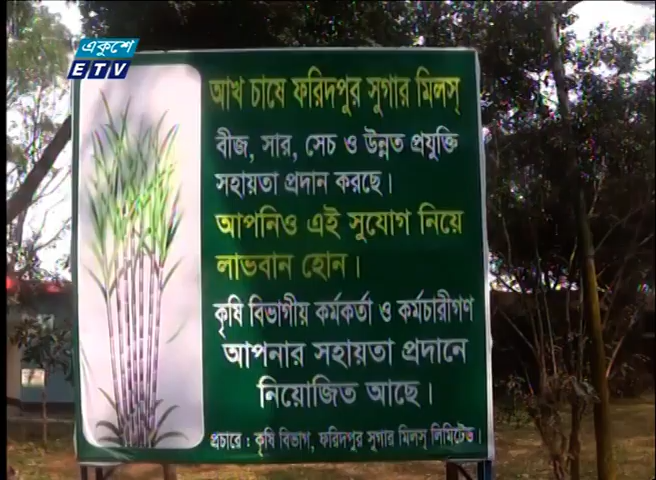 একুশে
ETV
আখ চাষে ফরিদপুর সুগার মিলস্
বীজ, সার, সেচ ও উন্নত প্রযুক্তি
সহায়তা প্রদান করছে।
আপনিও এই সুযোগ নিয়ে
লাভবান হোন।
কৃষি বিভাগীয় কর্মকর্তা ও কর্মচারীগণ
আপনার সহায়তা প্রদানে
নিয়োজিত আছে।
প্রচারে : কৃষি বিভাগ, ফরিদপুর সুগার মিলস্ লিমিটেড।